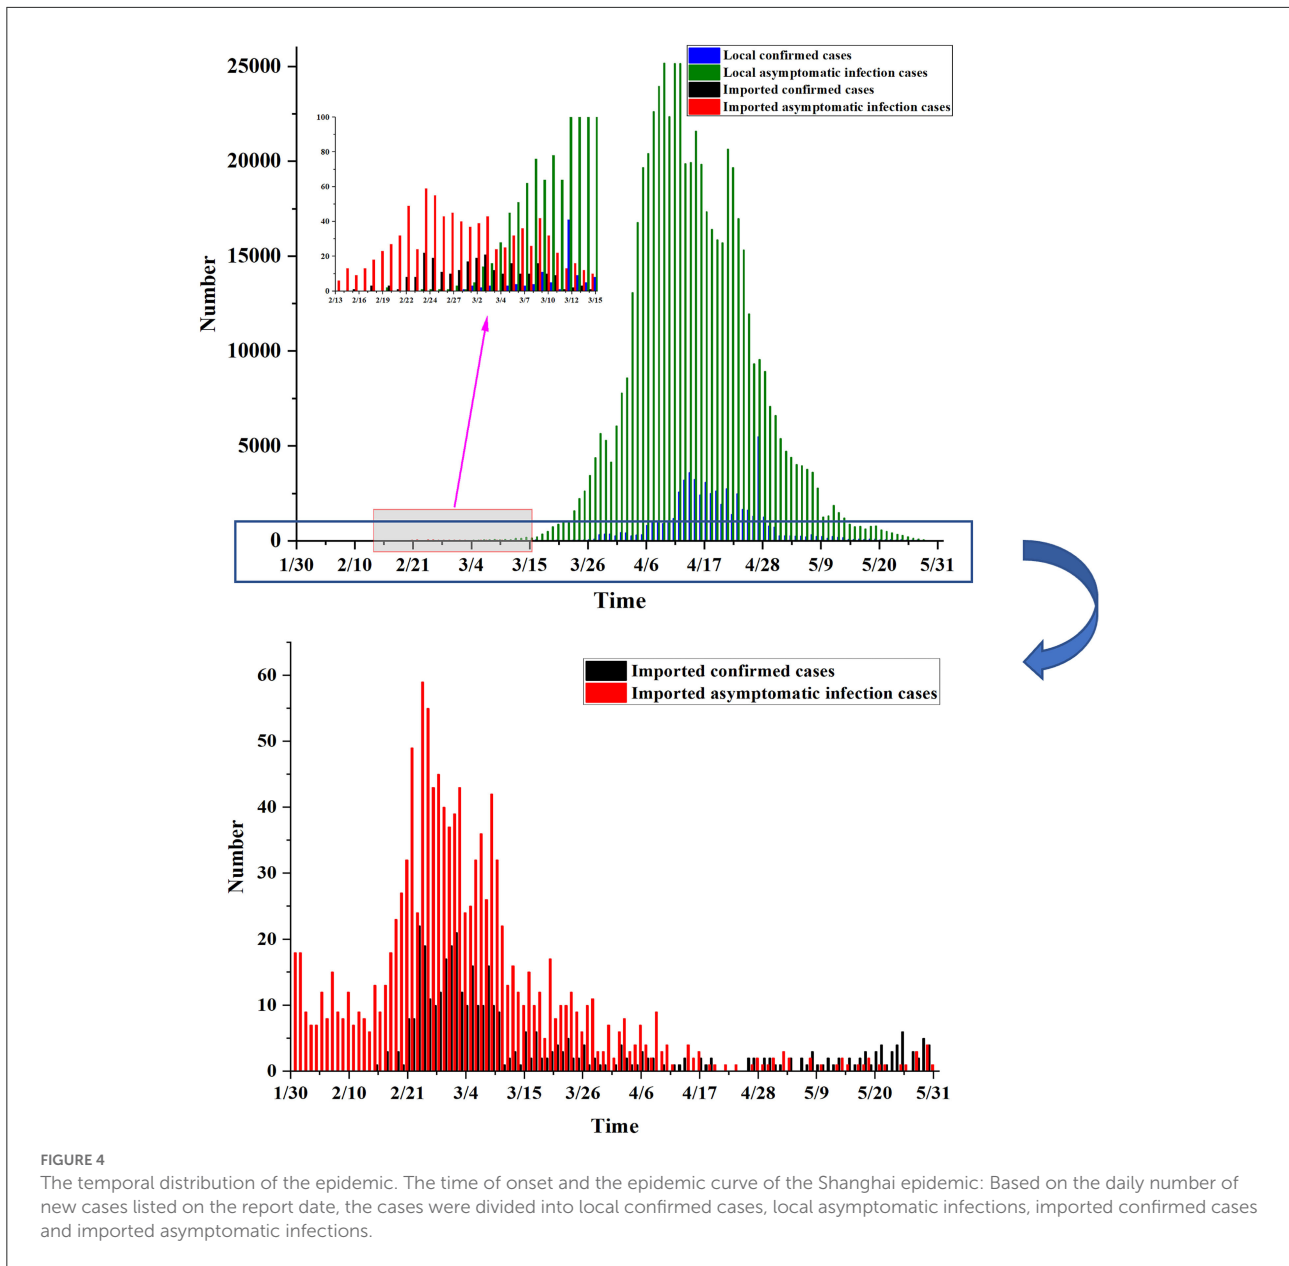 Local confirmed cases
Local asymptomatic infection cases
Imported confirmed cases
Imported asymptomatic infection cases
25000
20000
15000
10000
5000
0
Number
100
80
60
40
20
0
2/13 2/16 2/19 2/22 2/24 2/27 3/2 3/4 3/7 3/10 3/12 3/15
1/30 2/10 2/21 3/4 3/15 3/26 4/6 4/17 4/28 5/9 5/20 5/31
Time
Imported confirmed cases
Imported asymptomatic infection cases
60
50
40
30
20
10
0
Number
1/30 2/10 2/21 3/4 3/15 3/26 4/6 4/17 4/28 5/9 5/20 5/31
Time
FIGURE 4
The temporal distribution of the epidemic. The time of onset and the epidemic curve of the Shanghai epidemic: Based on the daily number of
new cases listed on the report date, the cases were divided into local confirmed cases, local asymptomatic infections, imported confirmed cases
and imported asymptomatic infections.